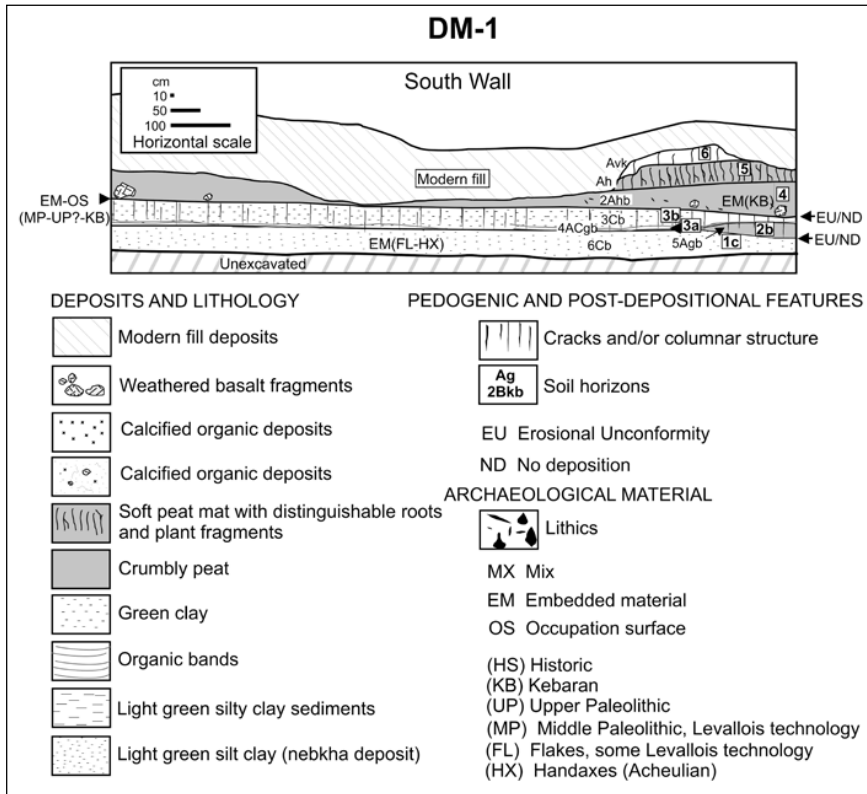 DM-1
South Wall
cm
10
50
100
Horizontal scale
Modern fill
Avk
6
Ah
5
4
EM-OS
(MP-UP?-KB)
2Ahb
EM(KB)
3Cb
3b
EU/ND
4ACgb
3a
2b
EM(FL-HX)
6Cb
5Agb
1c
EU/ND
Unexcavated
DEPOSITS AND LITHOLOGY
Modern fill deposits
Weathered basalt fragments
Calcified organic deposits
Calcified organic deposits
Soft peat mat with distinguishable roots
and plant fragments
Crumbly peat
Green clay
Organic bands
Light green silty clay sediments
Light green silt clay (nebkha deposit)
PEDOGENIC AND POST-DEPOSITIONAL FEATURES
Cracks and/or columnar structure
Ag
2Bkb
Soil horizons
EU Erosional Unconformity
ND No deposition
ARCHAEOLOGICAL MATERIAL
Lithics
MX Mix
EM Embedded material
OS Occupation surface
(HS) Historic
(KB) Kebaran
(UP) Upper Paleolithic
(MP) Middle Paleolithic, Levallois technology
(FL) Flakes, some Levallois technology
(HX) Handaxes (Acheulian)